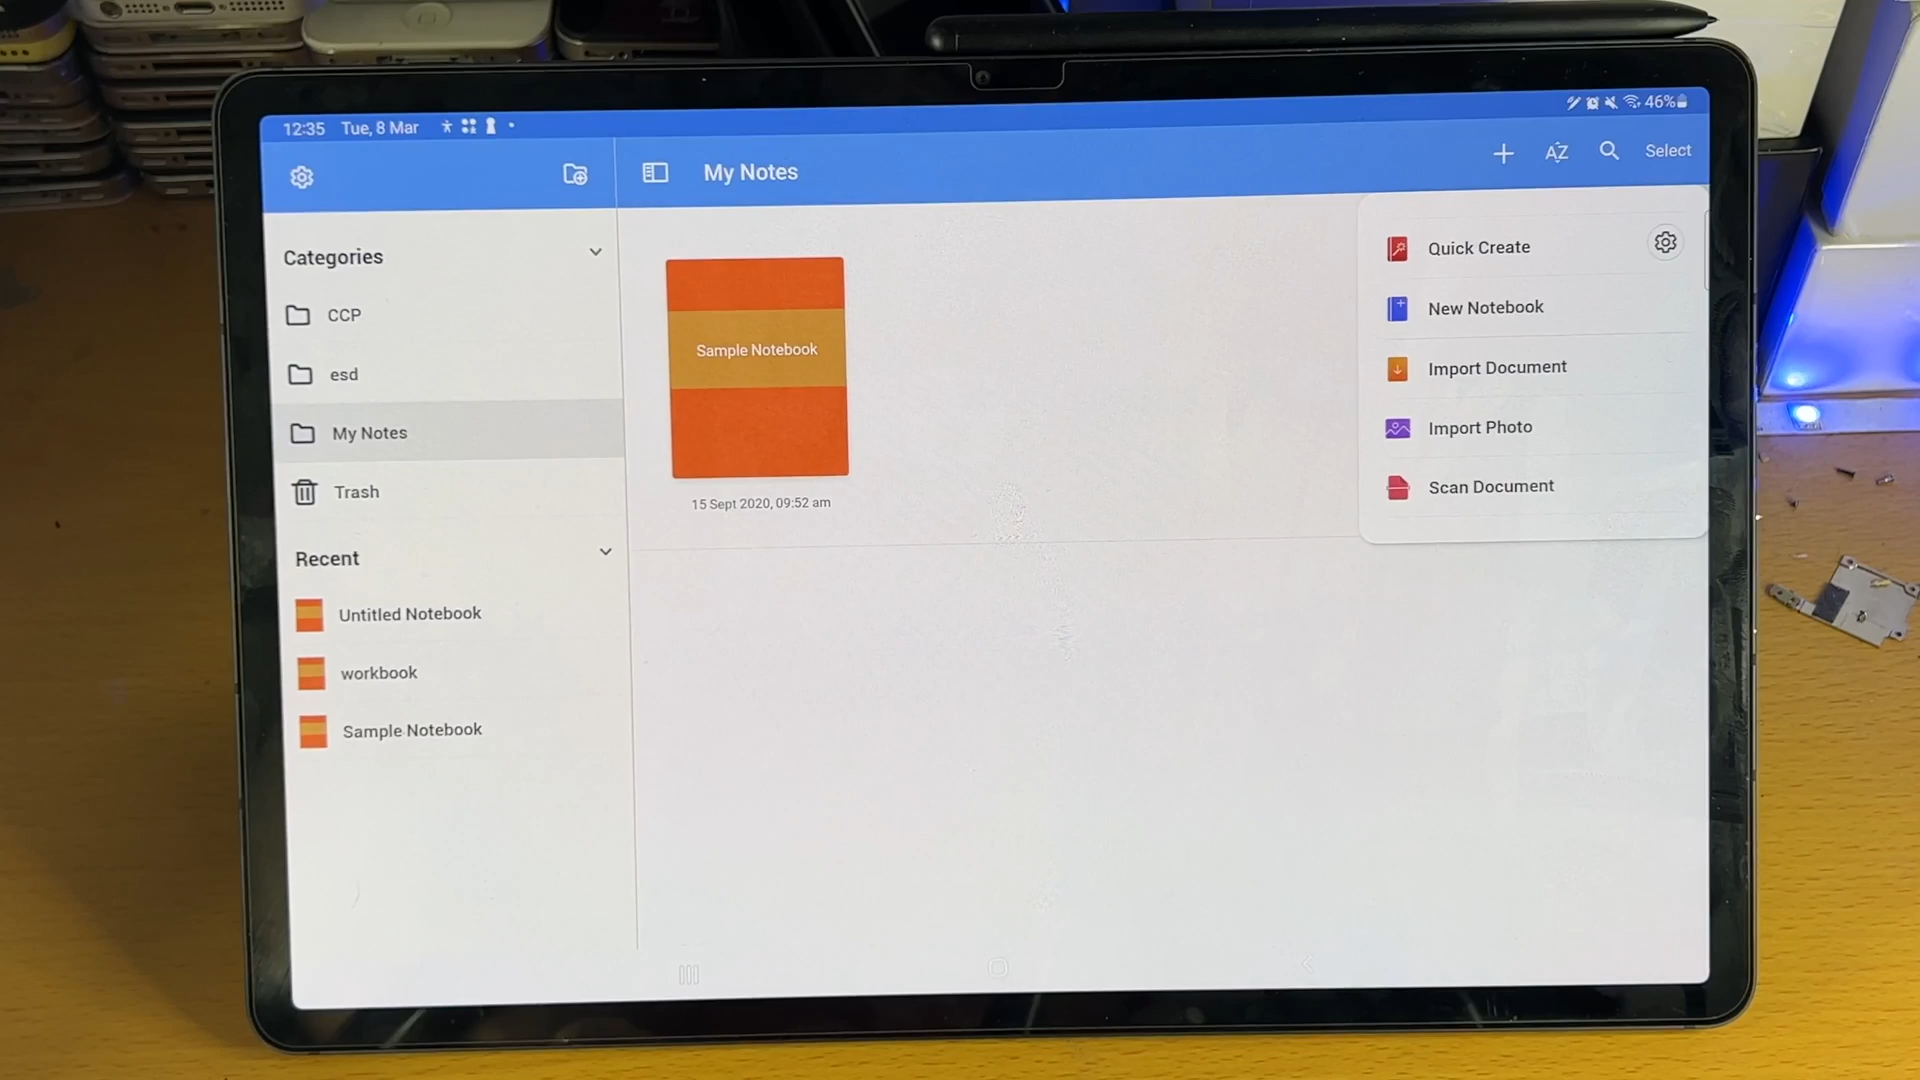 12:35 Tue, 8 Mar
46%
My Notes
AZ
Select
Categories
CCP
esd
My Notes
Trash
Recent
Untitled Notebook
workbook
Sample Notebook
Sample Notebook
15 Sept 2020, 09:52 am
Quick Create
New Notebook
Import Document
Import Photo
Scan Document